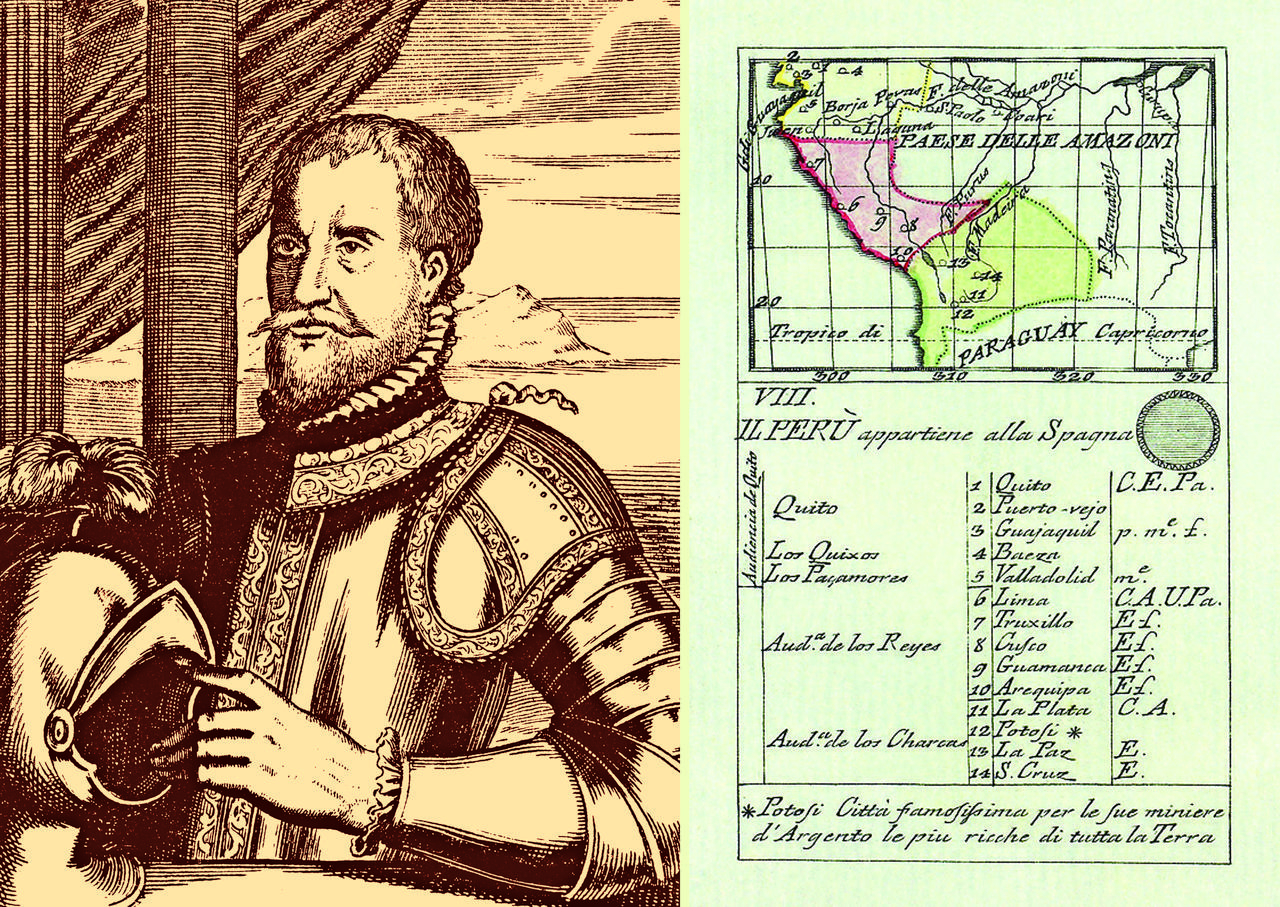 2
3
1
4
G. di Guayaquil
5
Borja Pevas
F. delle Amazoni
S. Paolo
Coari
Jaen
Laguna
PAESE DELLE AMAZONI
10
7
6
9
8
10
F. Purus
F. Madeira
13
14
11
12
F. Paranating
F. Tocantins
20
Tropico di Capricorno
PARAGUAY
300 310 320 330
VIII.
IL PERÙ appartiene alla Spagna
Audiencia de Quito
Quito
1 Quito C.E.Pa.
2 Puerto-vejo
3 Guajaquil p. m.e f.
Los Quixos 4 Baeza
Los Paçamores 5 Valladolid m.e
6 Lima C.A.U.Pa.
7 Truxillo E f.
Aud.a de los Reyes 8 Cusco E f.
9 Guamanca E f.
10 Arequipa E f.
11 La Plata C.A.
Aud.a de los Charcas 12 Potosi *
13 La Paz E.
14 S. Cruz E.
*Potosi Città famosissima per le sue miniere
d'Argento le piu ricche di tutta la Terra